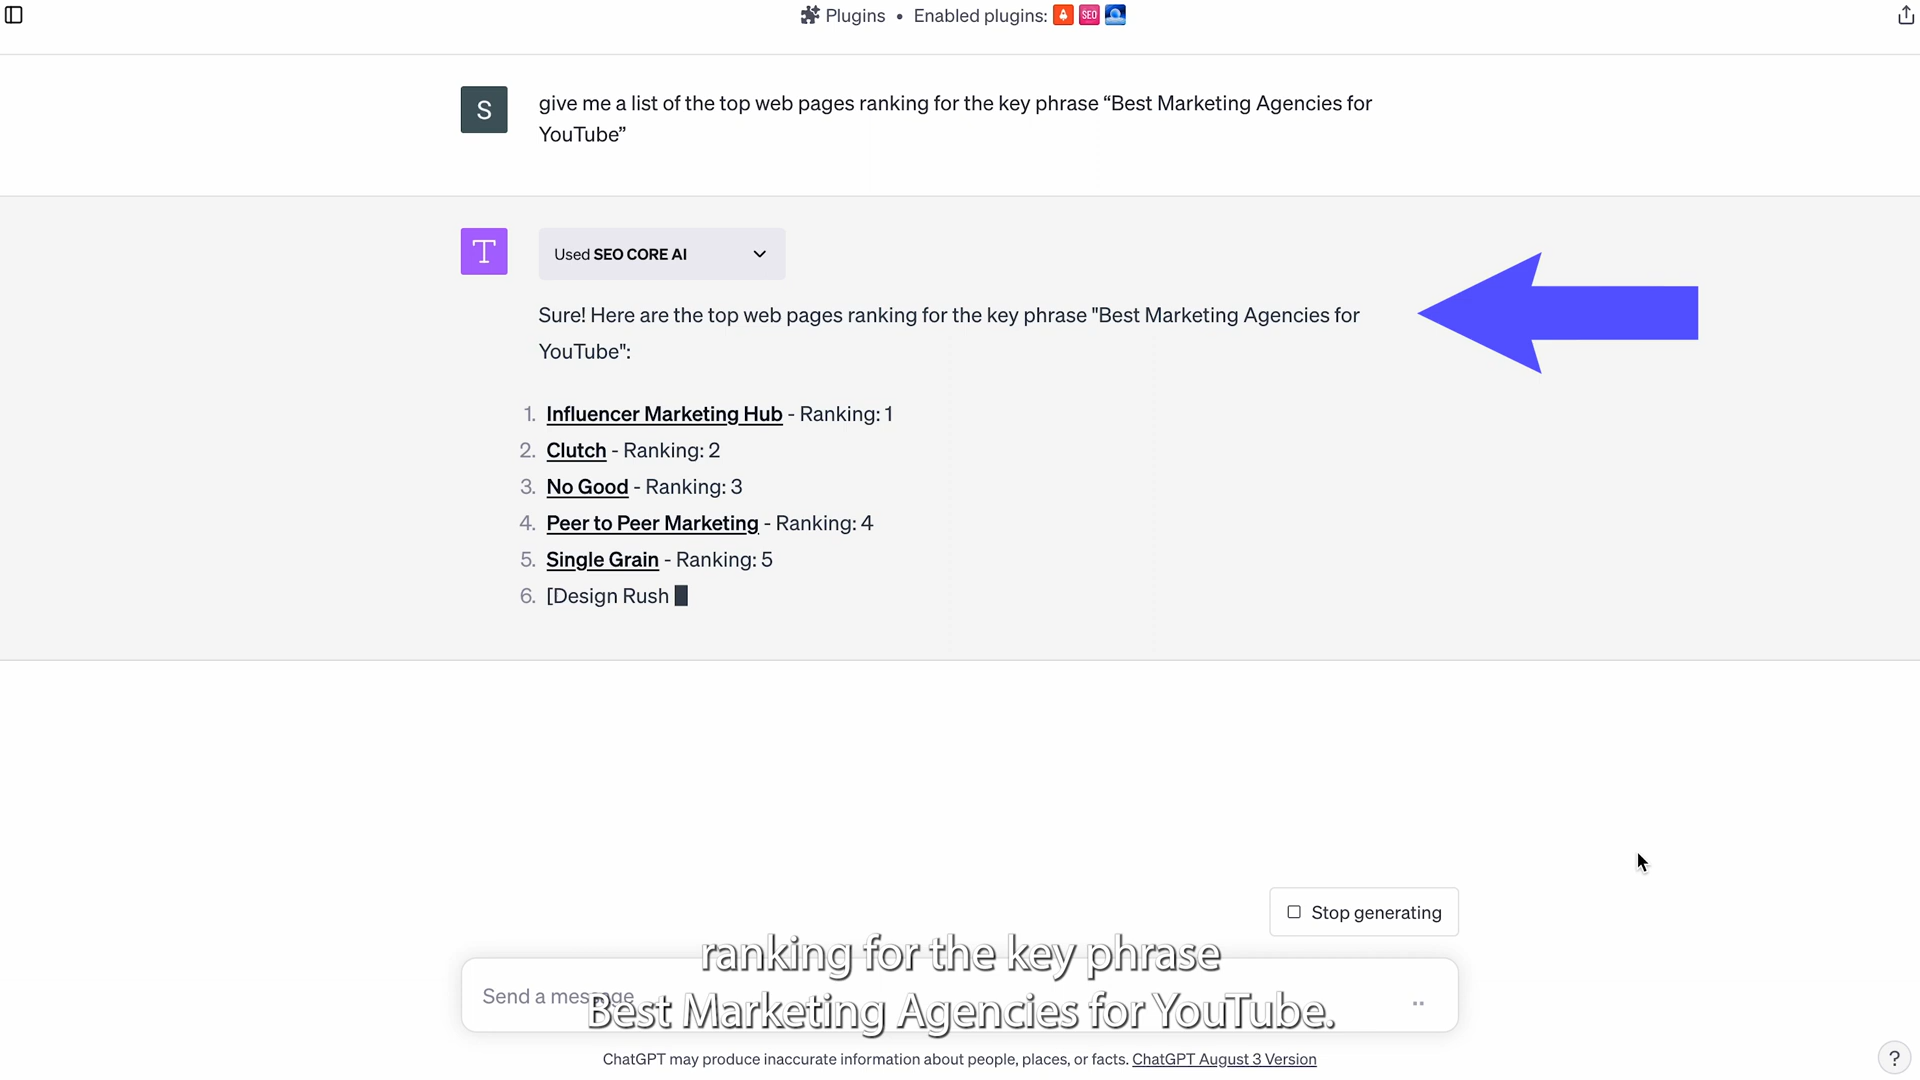 Plugins • Enabled plugins: SEO
S
give me a list of the top web pages ranking for the key phrase “Best Marketing Agencies for
YouTube”
T
Used SEO CORE AI
Sure! Here are the top web pages ranking for the key phrase "Best Marketing Agencies for
YouTube":
1. Influencer Marketing Hub - Ranking: 1
2. Clutch - Ranking: 2
3. No Good - Ranking: 3
4. Peer to Peer Marketing - Ranking: 4
5. Single Grain - Ranking: 5
6. [Design Rush
Stop generating
ranking for the key phrase
Send a message
Best Marketing Agencies for YouTube.
ChatGPT may produce inaccurate information about people, places, or facts. ChatGPT August 3 Version
?